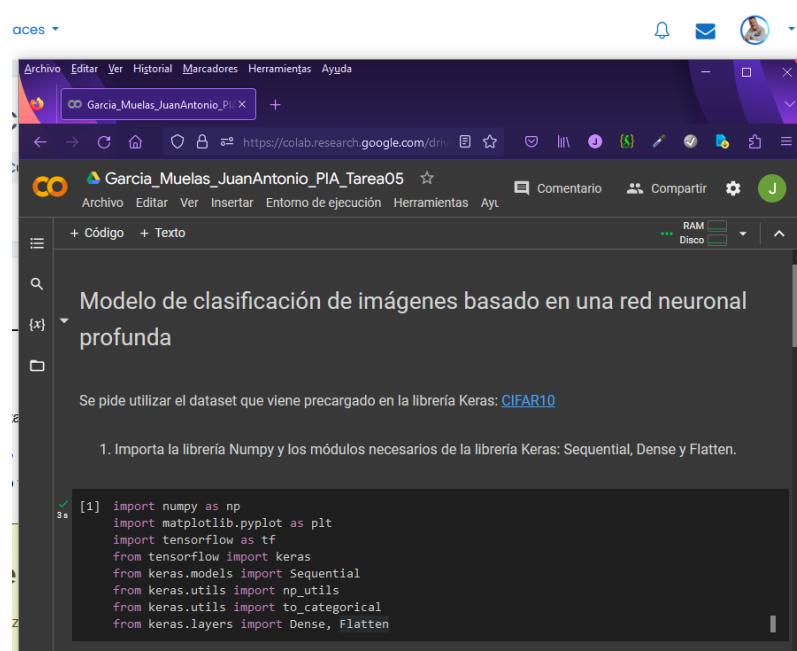 aces
Archivo Editar Ver Historial Marcadores Herramientas Ayuda
Garcia_Muelas_JuanAntonio_PI
https://colab.research.google.com/driv
Garcia_Muelas_JuanAntonio_PIA_Tarea05
Comentario Compartir J
Archivo Editar Ver Insertar Entorno de ejecución Herramientas Ayu
+ Código + Texto
RAM
Disco
{x}
Modelo de clasificación de imágenes basado en una red neuronal
profunda
Se pide utilizar el dataset que viene precargado en la librería Keras: CIFAR10
1. Importa la librería Numpy y los módulos necesarios de la librería Keras: Sequential, Dense y Flatten.
3 s
[1] import numpy as np
import matplotlib.pyplot as plt
import tensorflow as tf
from tensorflow import keras
from keras.models import Sequential
from keras.utils import np_utils
from keras.utils import to_categorical
from keras.layers import Dense, Flatten